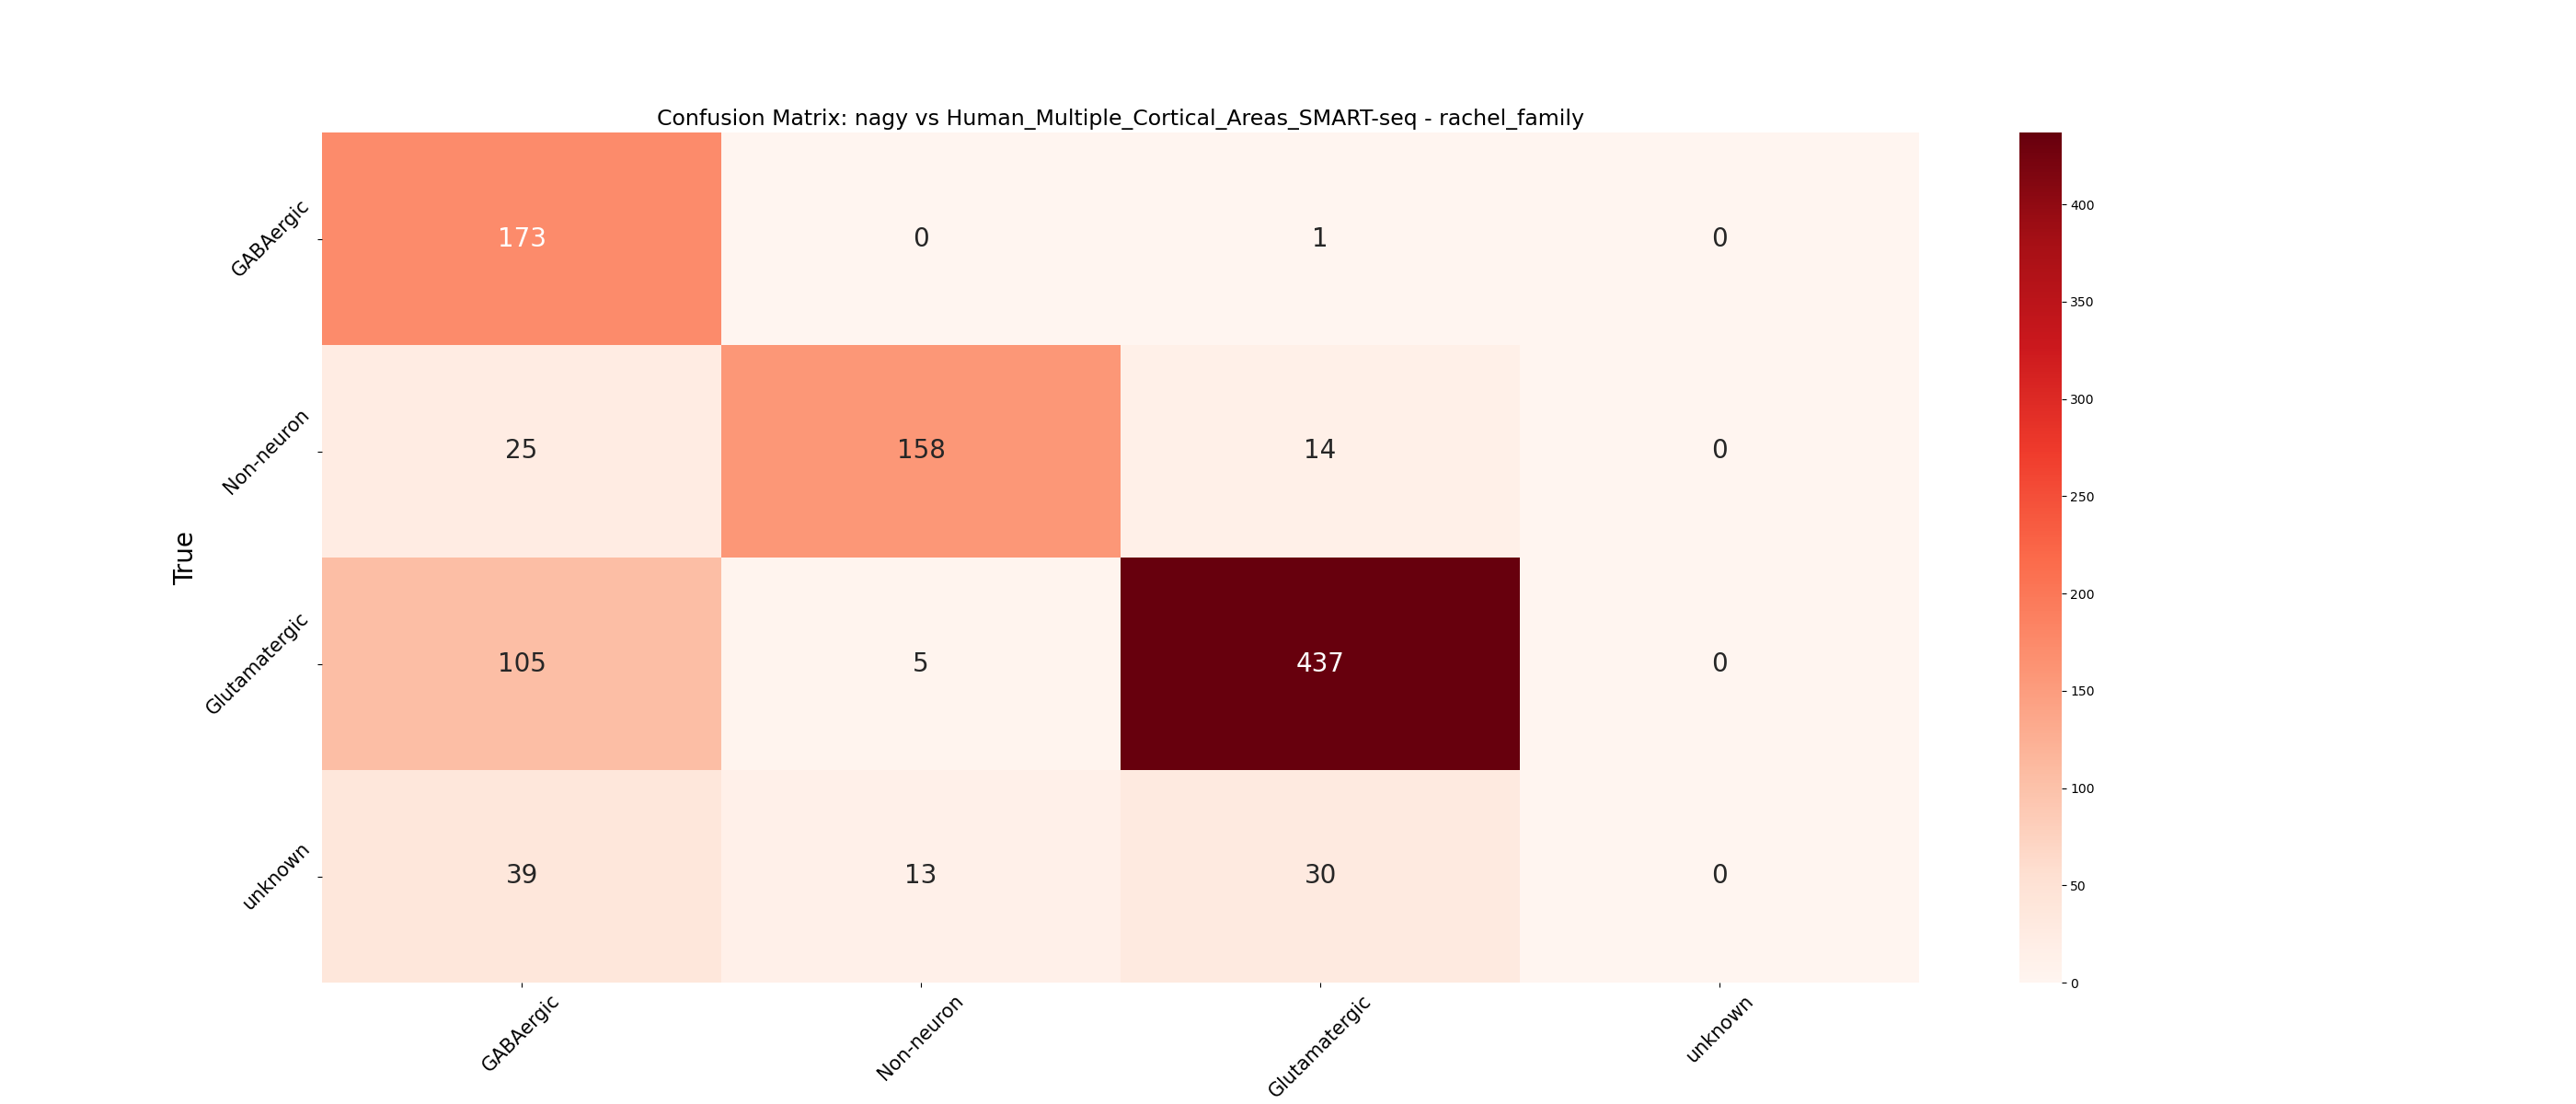 Confusion Matrix: nagy vs Human_Multiple_Cortical_Areas_SMART-seq - rachel_family
True
GABAergic 173 0 1 0
Non-neuron 25 158 14 0
Glutamatergic 105 5 437 0
unknown 39 13 30 0
GABAergic Non-neuron Glutamatergic unknown
400
350
300
250
200
150
100
50
0